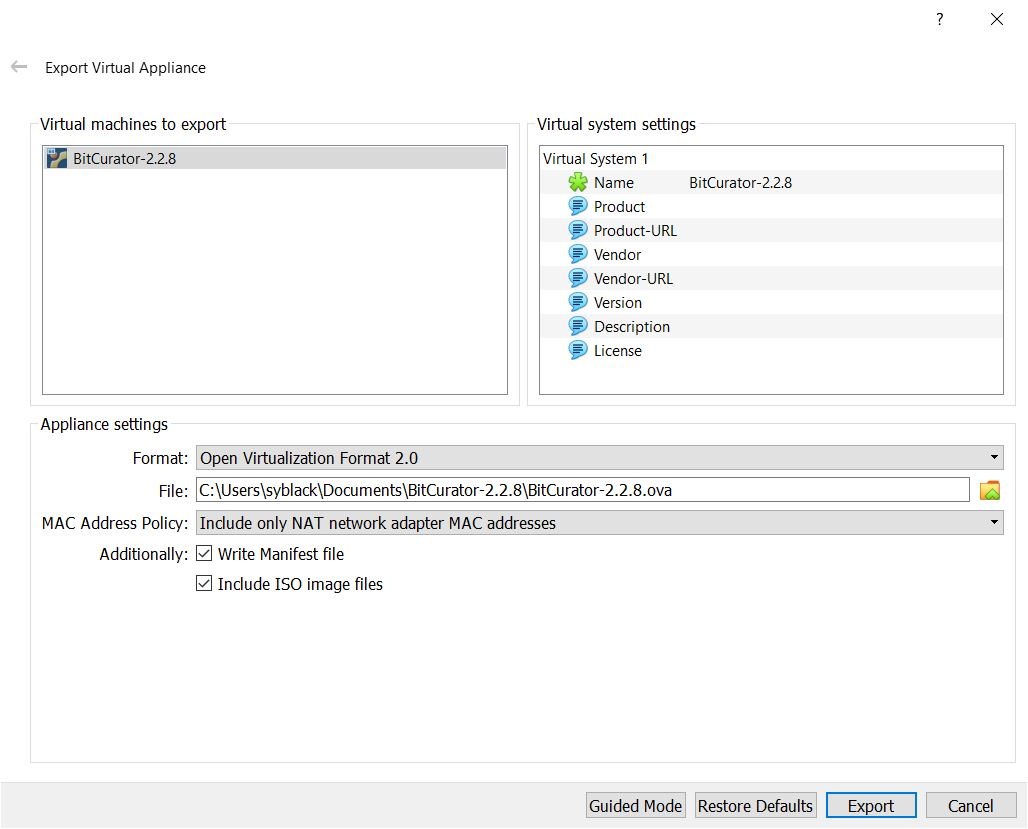 ?
Export Virtual Appliance
Virtual machines to export
BitCurator-2.2.8
Virtual system settings
Virtual System 1
Name BitCurator-2.2.8
Product
Product-URL
Vendor
Vendor-URL
Version
Description
License
Appliance settings
Format: Open Virtualization Format 2.0
File: C:\Users\syblack\Documents\BitCurator-2.2.8\BitCurator-2.2.8.ova
MAC Address Policy: Include only NAT network adapter MAC addresses
Additionally: Write Manifest file
Include ISO image files
Guided Mode Restore Defaults Export Cancel